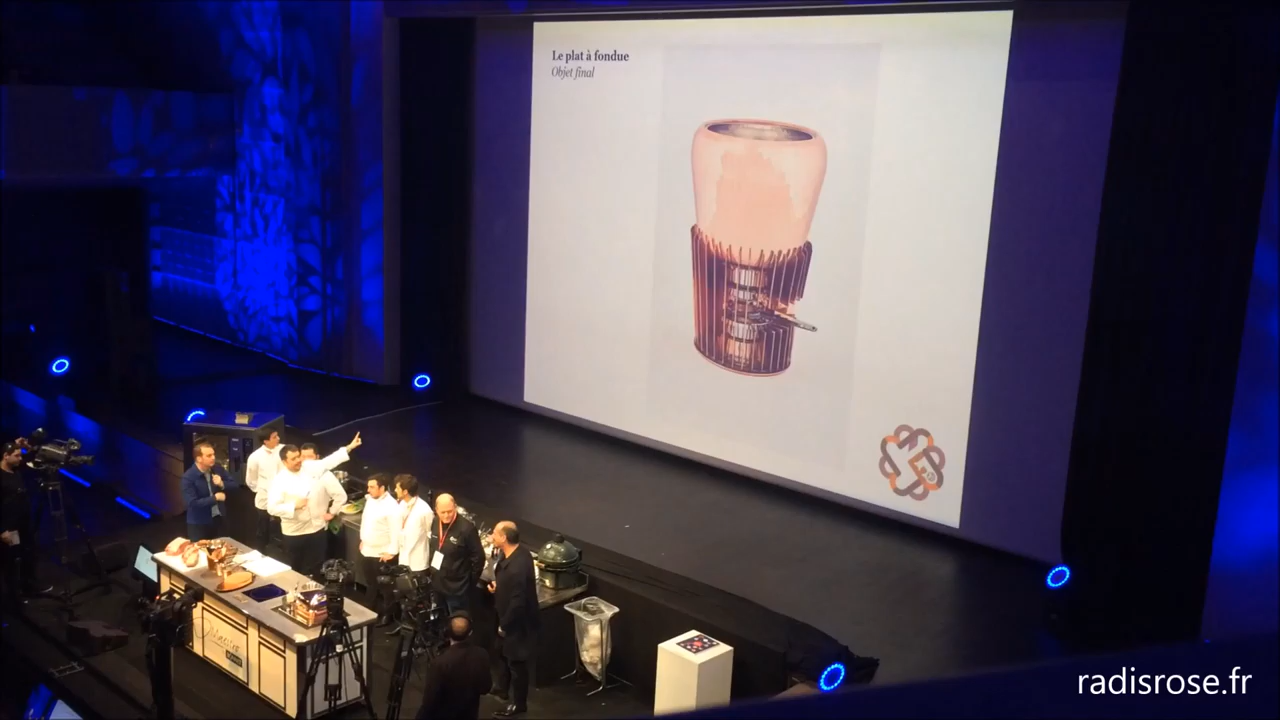 Le plat à fondue
Objet final
radisrose.fr